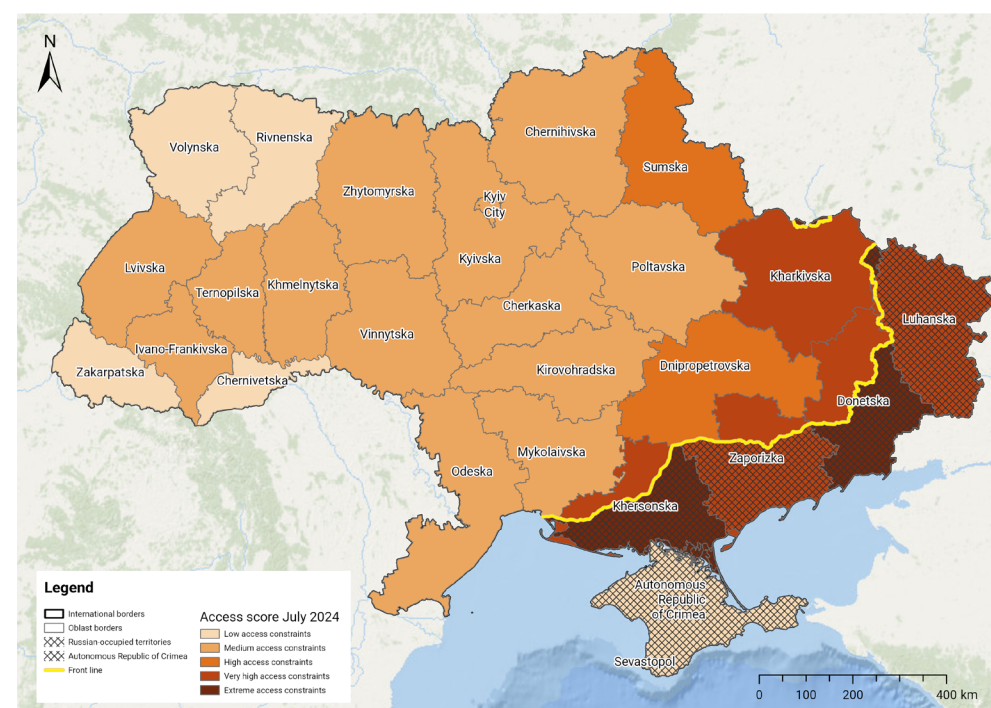 N
Volynska
Rivnenska
Zhytomyrska
Chernihivska
Sumska
Kyiv
City
Kyivska
Lvivska
Ternopilska
Khmelnytska
Poltavska
Kharkivska
Cherkaska
Luhanska
Vinnytska
Ivano-Frankivska
Zakarpatska
Chernivetska
Kirovohradska
Dnipropetrovska
Donetska
Mykolaivska
Odeska
Zaporizka
Khersonska
Autonomous
Republic
of Crimea
Sevastopol
Legend
International borders
Oblast borders
Russian-occupied territories
Autonomous Republic of Crimea
Front line
Access score July 2024
Low access constraints
Medium access constraints
High access constraints
Very high access constraints
Extreme access constraints
0 100 200 400 km